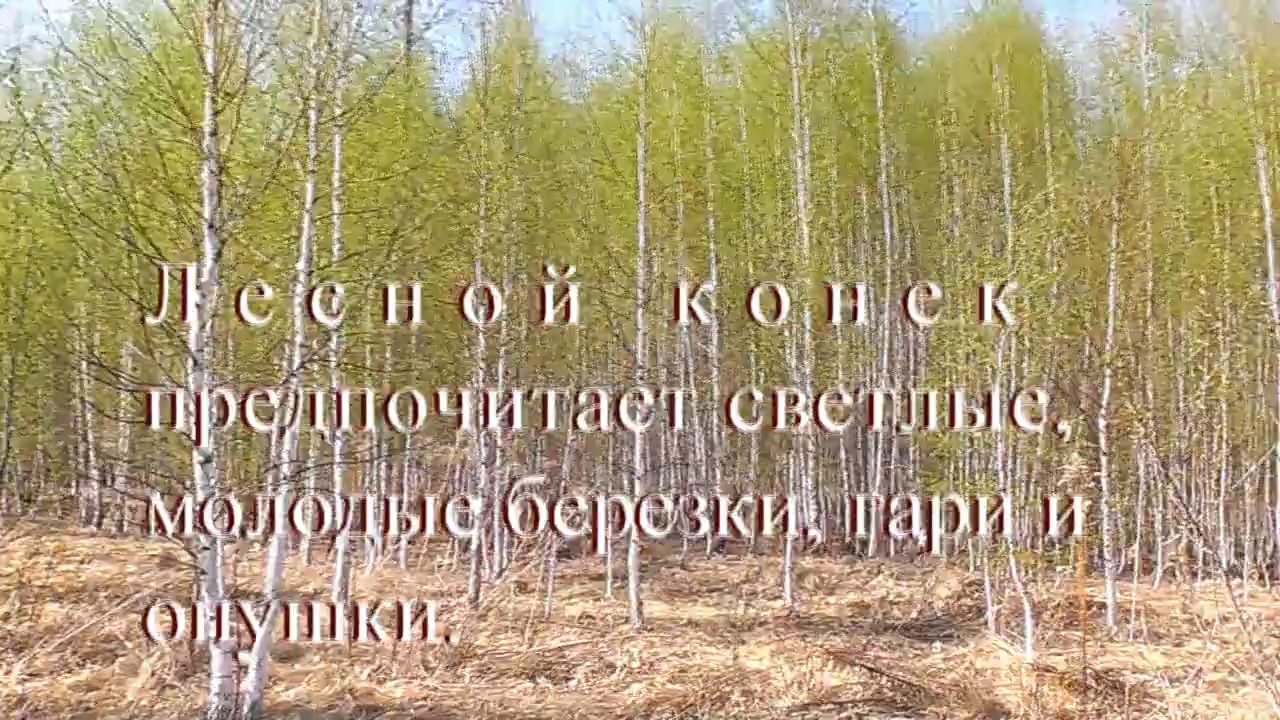 Лесной конек
предпочитает светлые,
молодые березки, гари и
опушки.